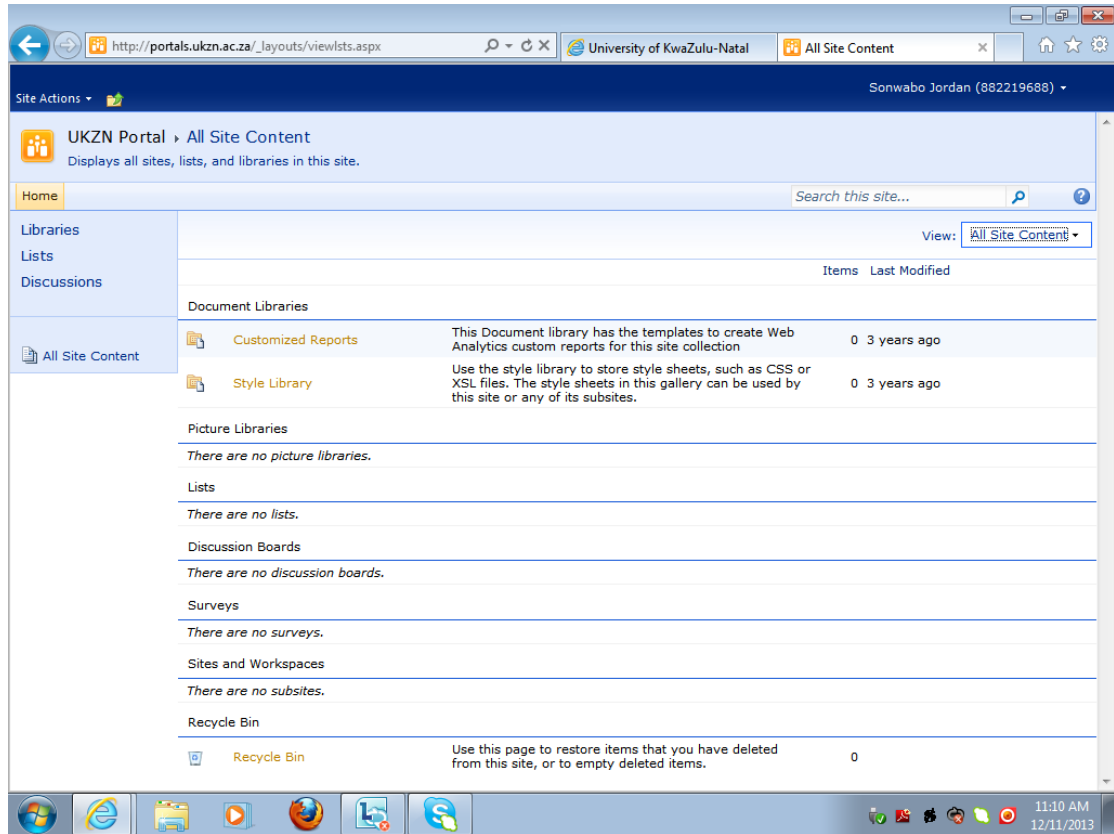 http://portals.ukzn.ac.za/_layouts/viewlsts.aspx
University of KwaZulu-Natal
All Site Content
Site Actions
Sonwabo Jordan (882219688)
UKZN Portal
All Site Content
Displays all sites, lists, and libraries in this site.
Home
Search this site...
Libraries
Lists
Discussions
All Site Content
View: All Site Content
Items Last Modified
Document Libraries
Customized Reports
This Document library has the templates to create Web
Analytics custom reports for this site collection
0 3 years ago
Style Library
Use the style library to store style sheets, such as CSS or
XSL files. The style sheets in this gallery can be used by
this site or any of its subsites.
0 3 years ago
Picture Libraries
There are no picture libraries.
Lists
There are no lists.
Discussion Boards
There are no discussion boards.
Surveys
There are no surveys.
Sites and Workspaces
There are no subsites.
Recycle Bin
Recycle Bin
Use this page to restore items that you have deleted
from this site, or to empty deleted items.
0
11:10 AM
12/11/2013